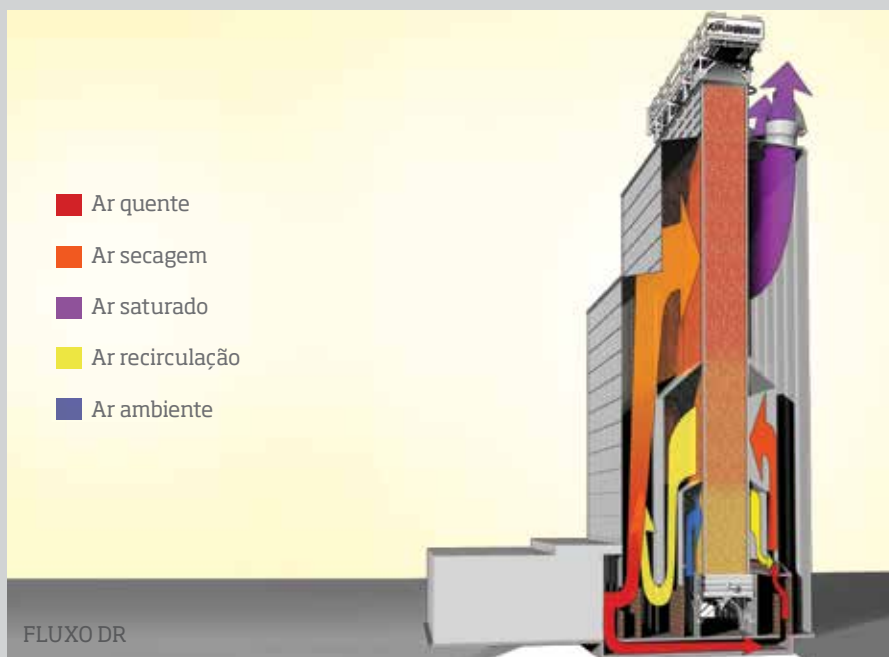 Ar quente
Ar secagem
Ar saturado
Ar recirculação
Ar ambiente
FLUXO DR